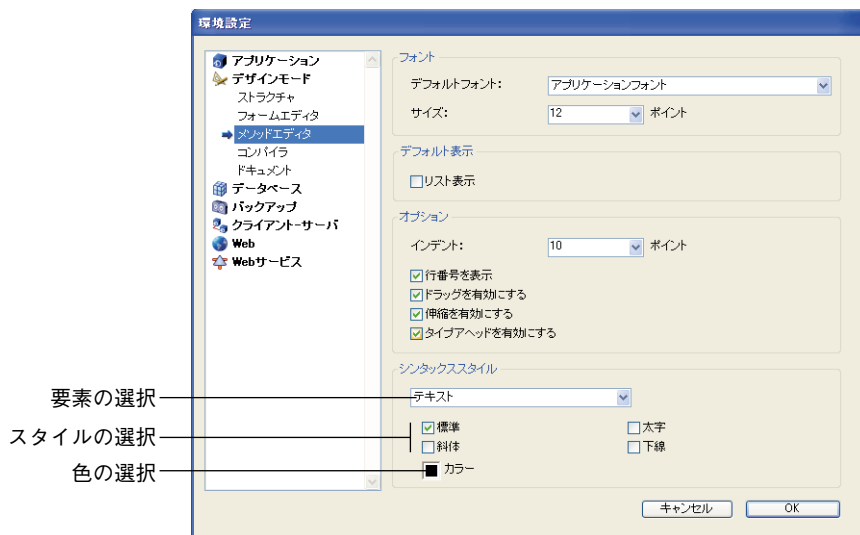 環境設定
アプリケーション
デザインモード
ストラクチャ
フォームエディタ
メソッドエディタ
コンパイラ
ドキュメント
データベース
バックアップ
クライアント-サーバ
Web
Webサービス
フォント
デフォルトフォント: アプリケーションフォント
サイズ: 12 ポイント
デフォルト表示
リスト表示
オプション
インデント: 10 ポイント
行番号を表示
ドラッグを有効にする
伸縮を有効にする
タイプアヘッドを有効にする
シンタックススタイル
要素の選択
テキスト
スタイルの選択
標準 太字
斜体 下線
色の選択
カラー
キャンセル OK